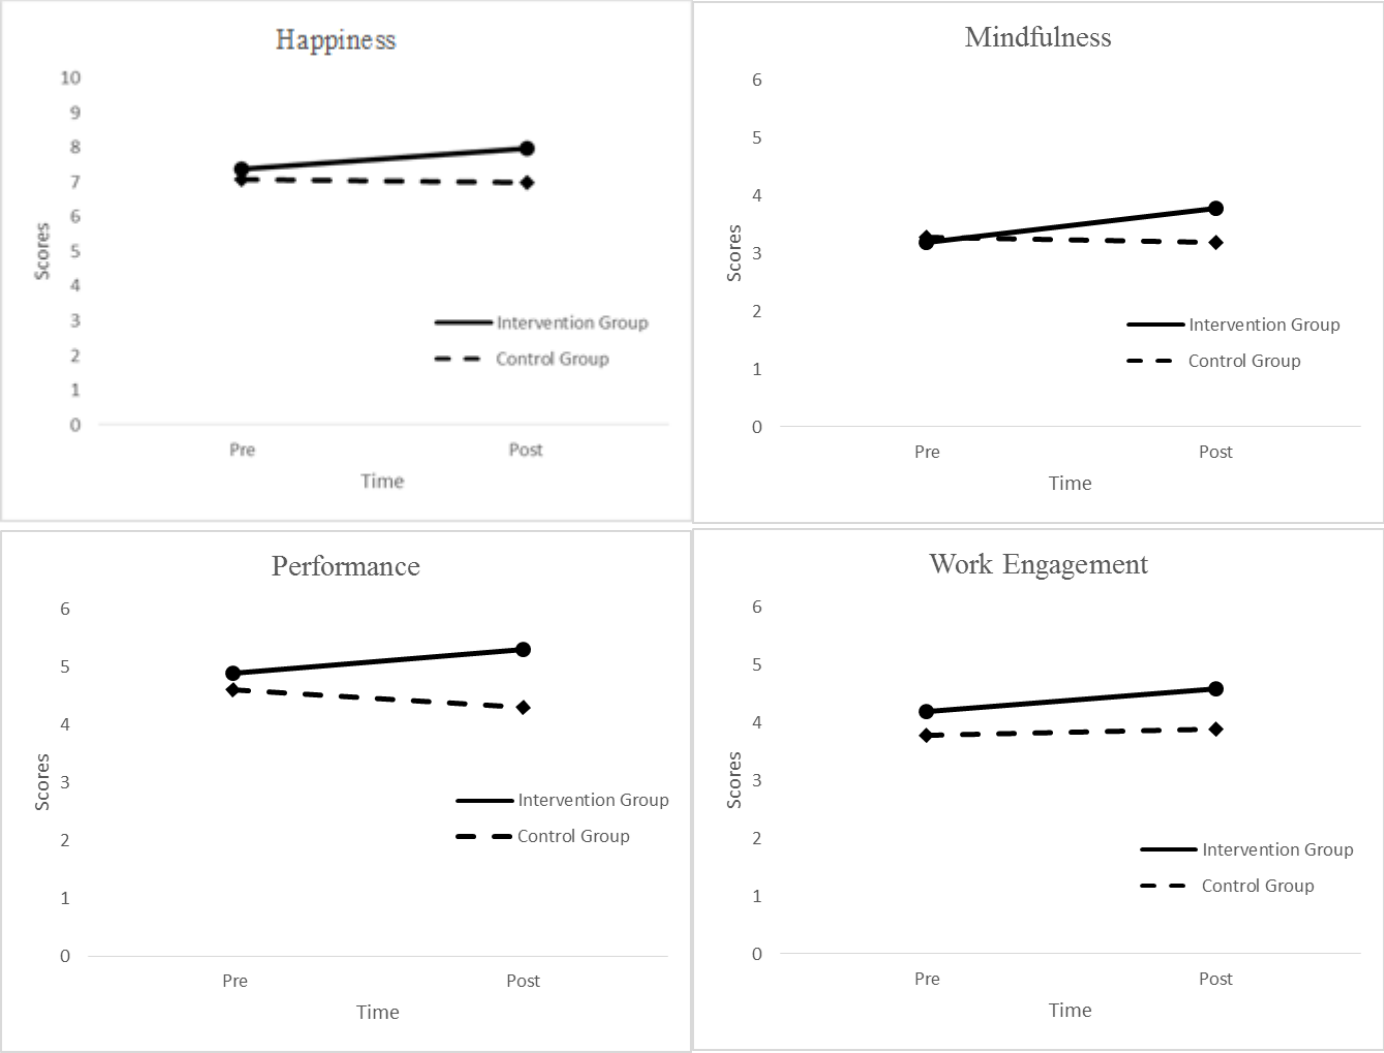 Happiness
10
9
8
7
6
5
4
3
2
1
0
Scores
Intervention Group
Control Group
Pre
Post
Time
Mindfulness
6
5
4
3
2
1
0
Scores
Intervention Group
Control Group
Pre
Post
Time
Performance
6
5
4
3
2
1
0
Scores
Intervention Group
Control Group
Pre
Post
Time
Work Engagement
6
5
4
3
2
1
0
Scores
Intervention Group
Control Group
Pre
Post
Time